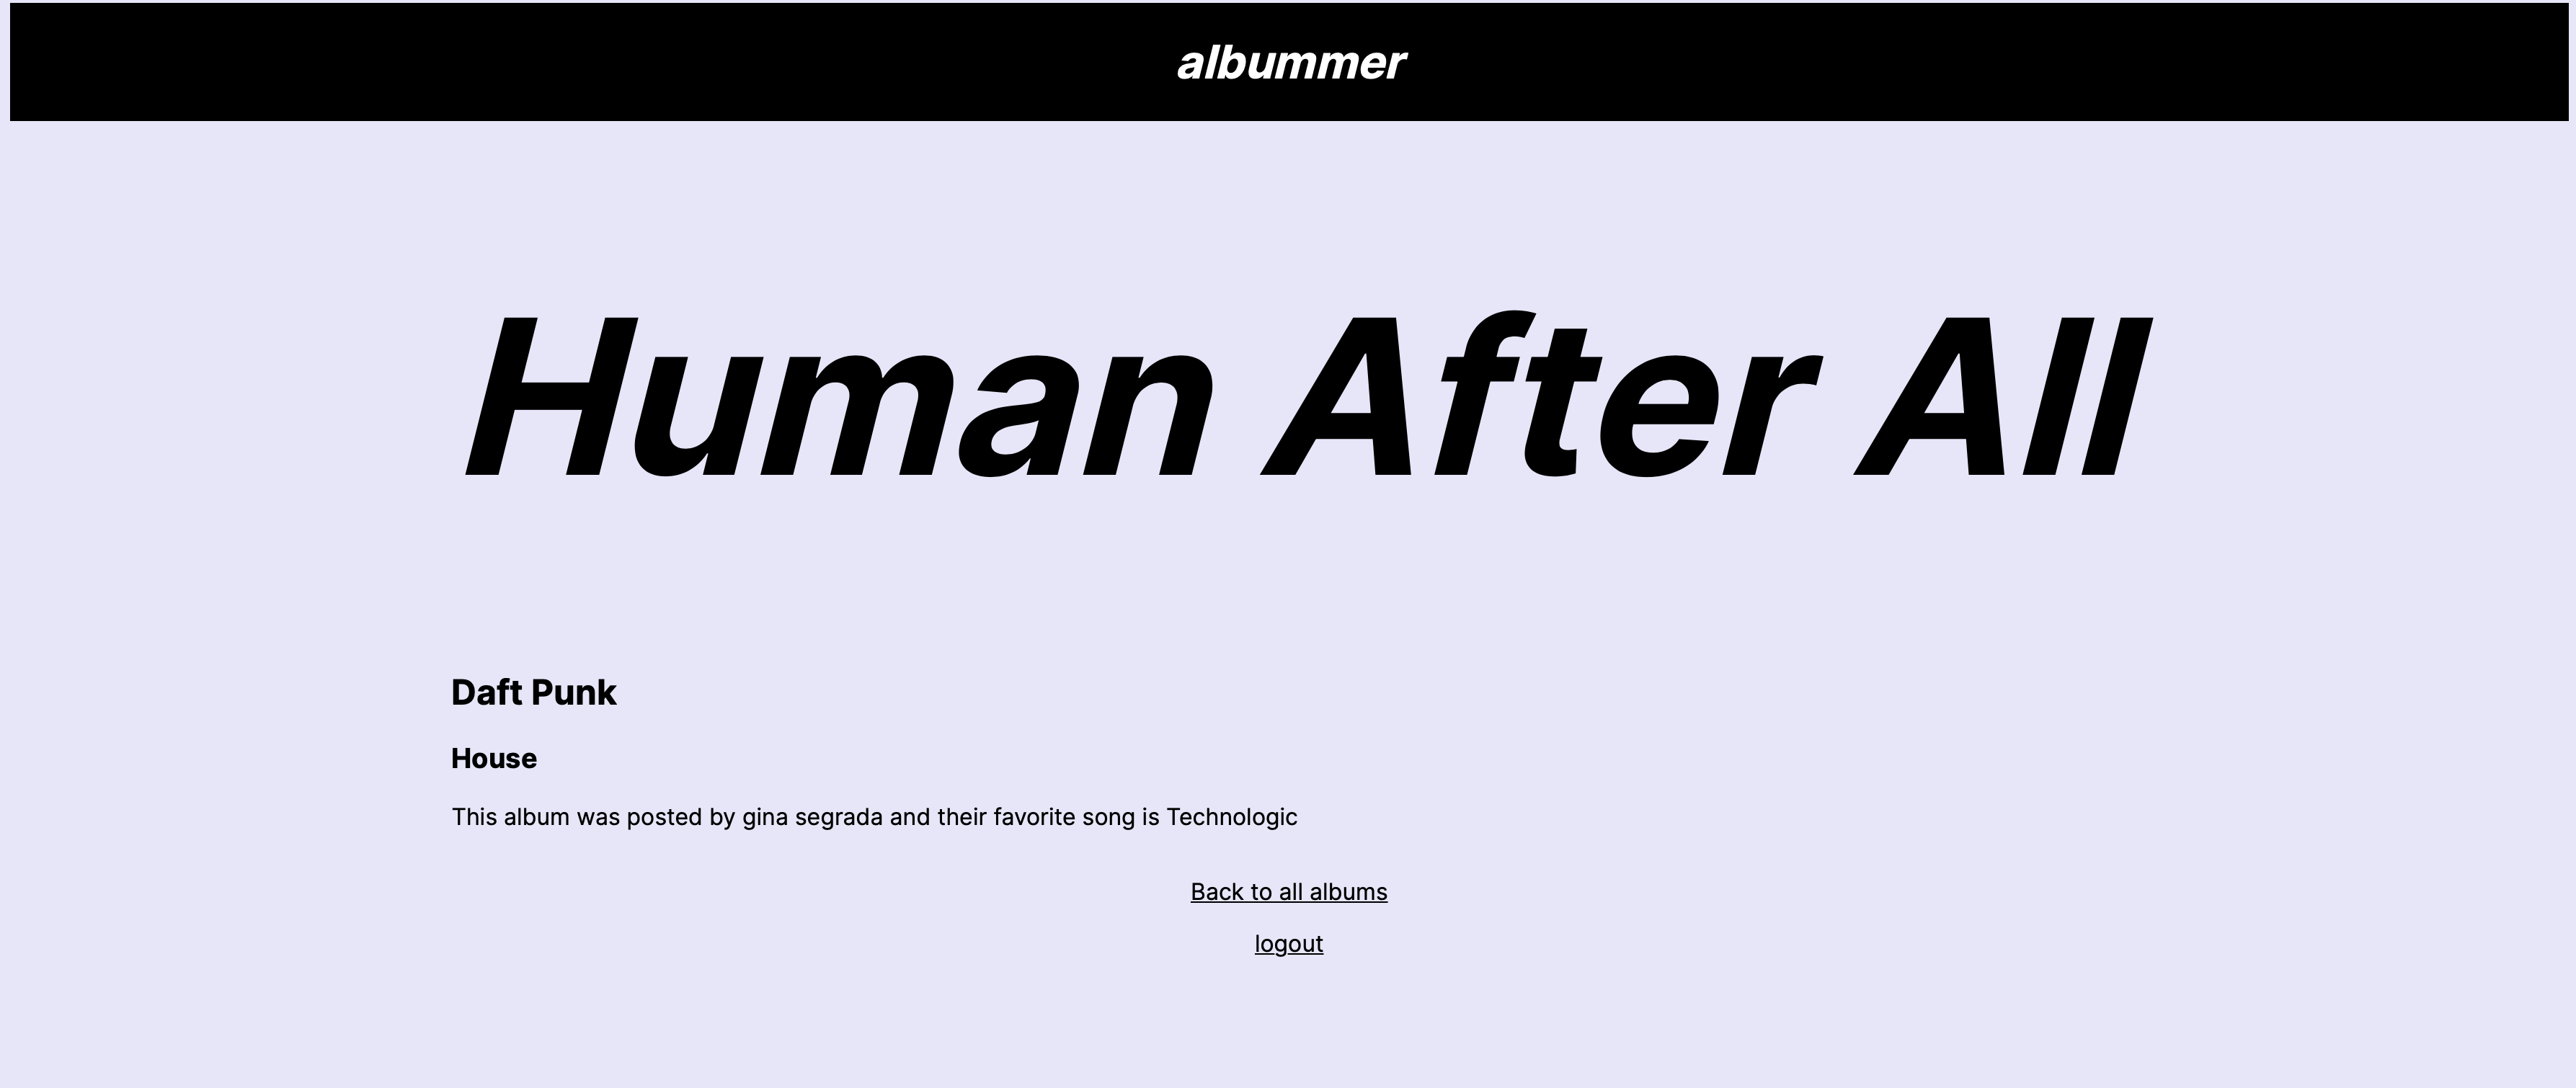 albummer
Human After All
Daft Punk
House
This album was posted by gina segrada and their favorite song is Technologic
Back to all albums
logout